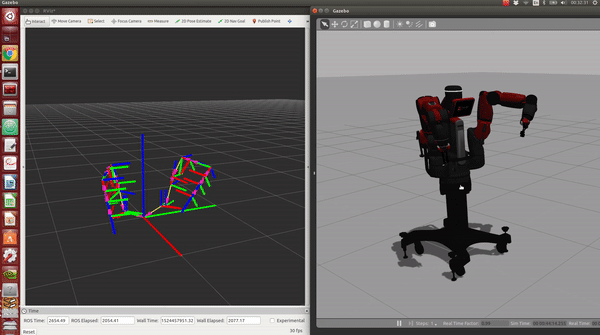 Gazebo
RViz*
Interact Move Camera Select Focus Camera Measure 2D Pose Estimate 2D Nav Goal Publish Point
Time
ROS Time: 2654.49 ROS Elapsed: 2054.41 Wall Time: 1524457951.32 Wall Elapsed: 2077.17 Experimental
Reset 30 fps
Gazebo
Steps: Real Time Factor: Sim Time: Real Time: